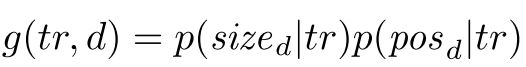 g(tr, d) = p(size_d|tr)p(pos_d|tr)